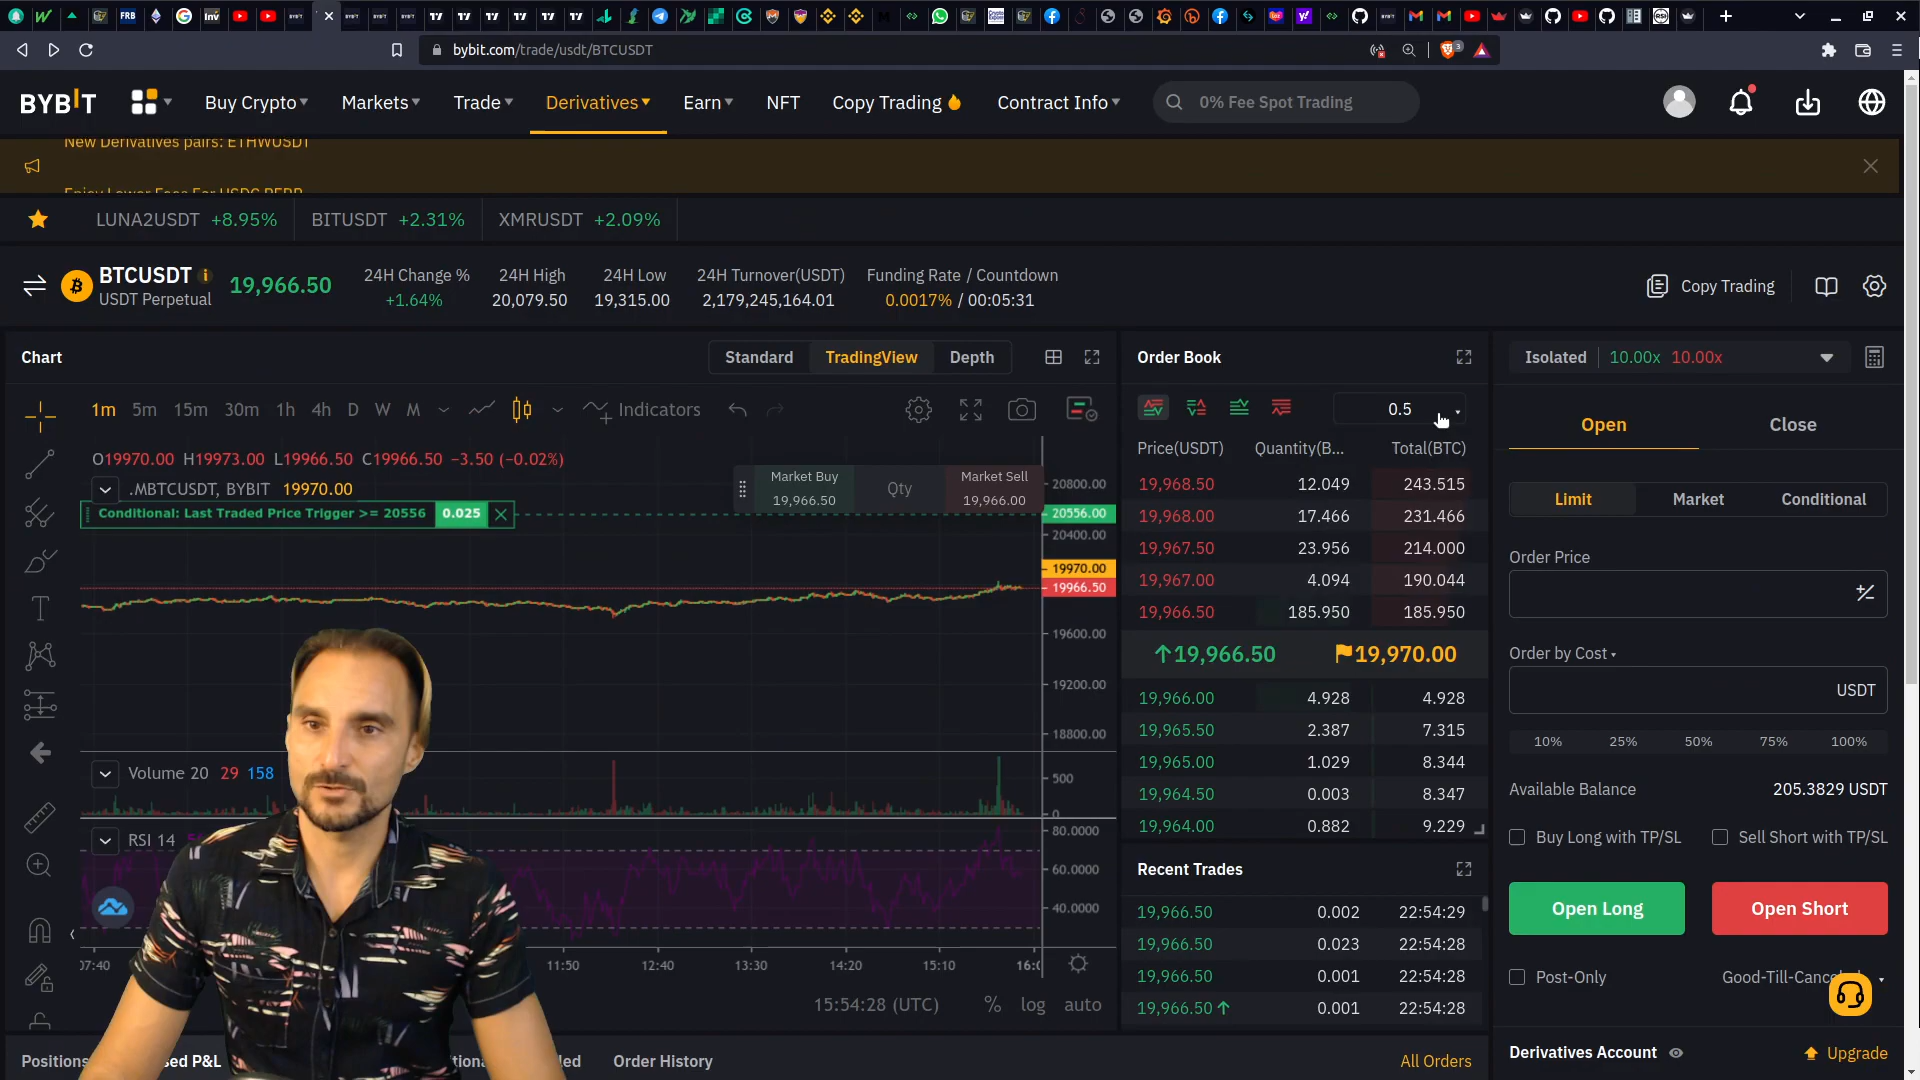 bybit.com/trade/usdt/BTCUSDT
3
BYBIT
Buy Crypto
Markets
Trade
Derivatives
Earn
NFT
Copy Trading
Contract Info
0% Fee Spot Trading
New Derivatives pairs: ETHWUSDT
Enjoy Lower Fees For USDC PERP
LUNA2USDT +8.95%
BITUSDT +2.31%
XMRUSDT +2.09%
BTCUSDT
USDT Perpetual
19,966.50
24H Change %
+1.64%
24H High
20,079.50
24H Low
19,315.00
24H Turnover(USDT)
2,179,245,164.01
Funding Rate / Countdown
0.0017% / 00:05:31
Copy Trading
Chart
Standard
TradingView
Depth
1m 5m 15m 30m 1h 4h D W M
Indicators
O19970.00 H19973.00 L19966.50 C19966.50 −3.50 (−0.02%)
.MBTCUSDT, BYBIT 19970.00
Market Buy
19,966.50
Qty
Market Sell
19,966.00
Conditional: Last Traded Price Trigger >= 20556 0.025
20800.00
20556.00
20400.00
19970.00
19966.50
19600.00
19200.00
18800.00
Volume 20 29 158
500
0
RSI 14
80.0000
60.0000
40.0000
07:40
11:50
12:40
13:30
14:20
15:10
15:54:28 (UTC)
% log auto
Positions
Order History
All Orders
Order Book
0.5
Price(USDT) Quantity(B... Total(BTC)
19,968.50 12.049 243.515
19,968.00 17.466 231.466
19,967.50 23.956 214.000
19,967.00 4.094 190.044
19,966.50 185.950 185.950
↑19,966.50 19,970.00
19,966.00 4.928 4.928
19,965.50 2.387 7.315
19,965.00 1.029 8.344
19,964.50 0.003 8.347
19,964.00 0.882 9.229
Recent Trades
19,966.50 0.002 22:54:29
19,966.50 0.023 22:54:28
19,966.50 0.001 22:54:28
19,966.50↑ 0.001 22:54:28
Isolated 10.00x 10.00x
Open
Close
Limit
Market
Conditional
Order Price
Order by Cost
USDT
10% 25% 50% 75% 100%
Available Balance 205.3829 USDT
Buy Long with TP/SL
Sell Short with TP/SL
Open Long
Open Short
Post-Only
Derivatives Account
Upgrade